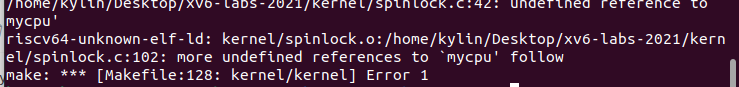 /home/kylin/Desktop/xv6-labs-2021/kernel/spinlock.c:42: undefined reference to `
mycpu'
riscv64-unknown-elf-ld: kernel/spinlock.o:/home/kylin/Desktop/xv6-labs-2021/kern
el/spinlock.c:102: more undefined references to `mycpu' follow
make: *** [Makefile:128: kernel/kernel] Error 1